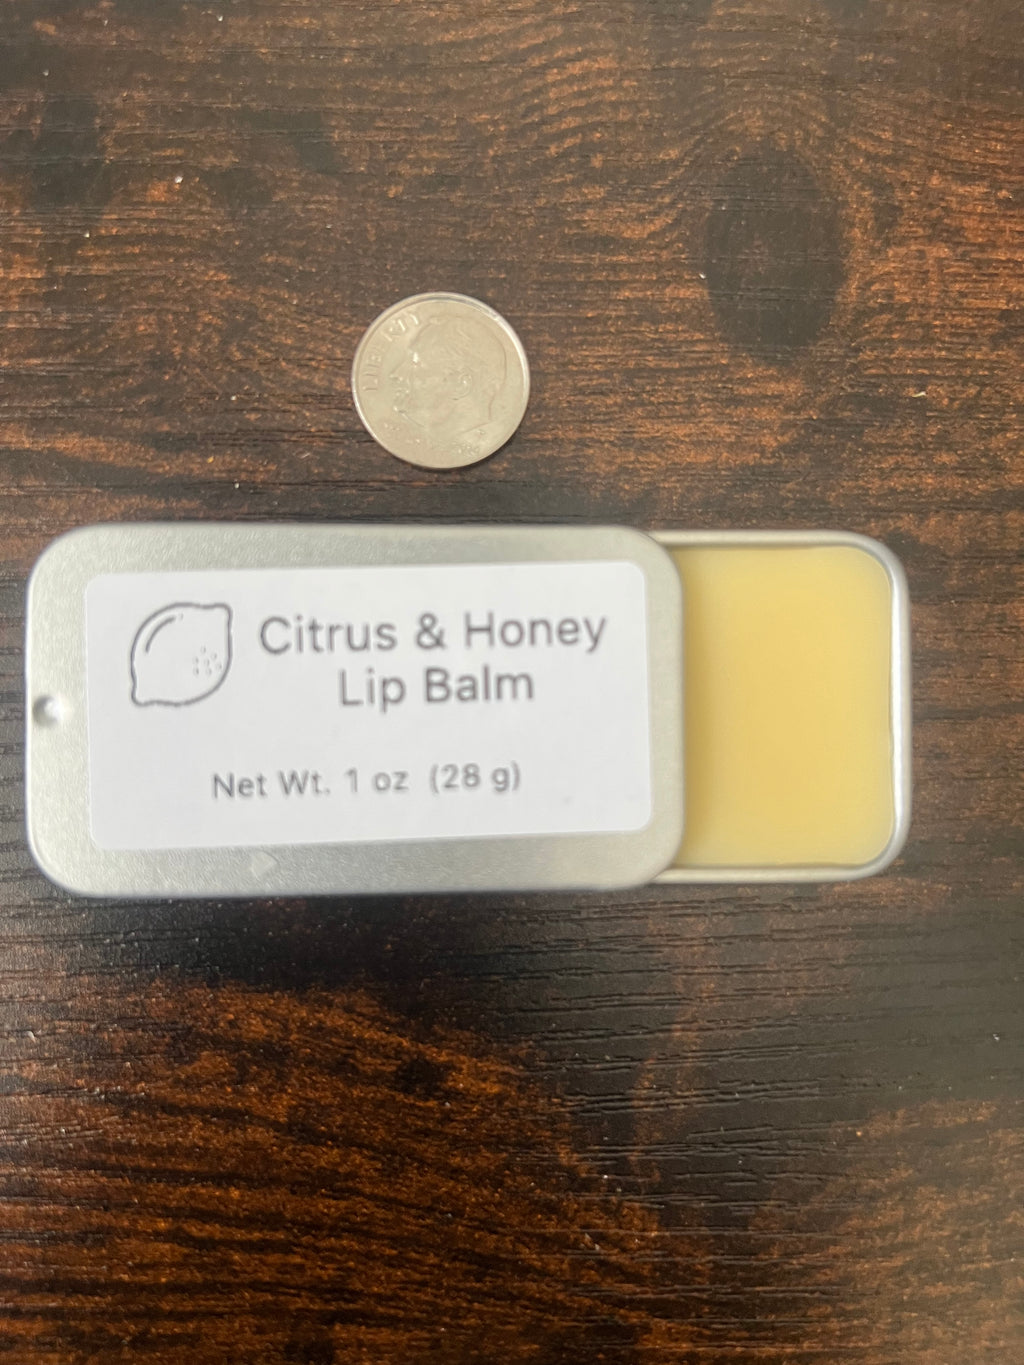 LIBERTY
Citrus & Honey
Lip Balm
Net Wt. 1 oz (28 g)